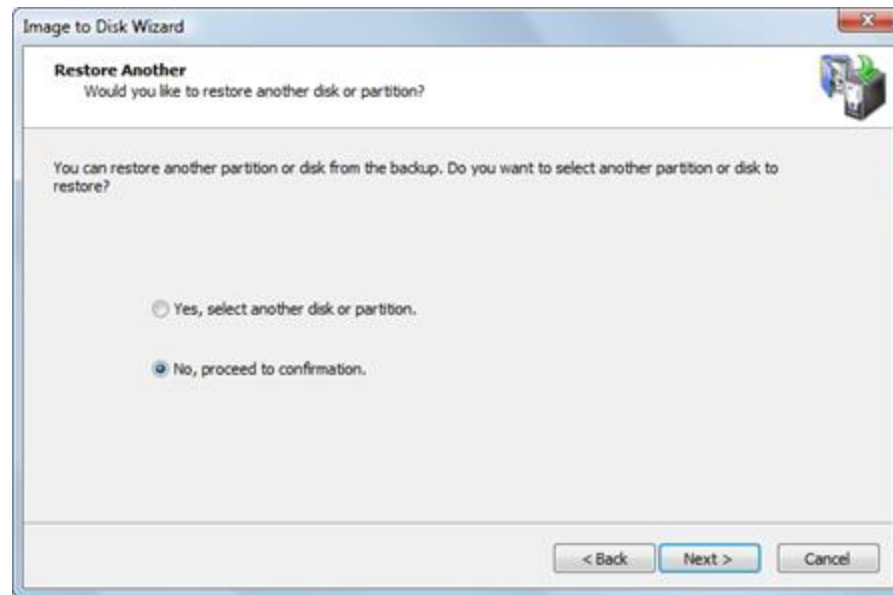 Image to Disk Wizard
Restore Another
Would you like to restore another disk or partition?
You can restore another partition or disk from the backup. Do you want to select another partition or disk to
restore?
Yes, select another disk or partition.
No, proceed to confirmation.
< Back Next > Cancel